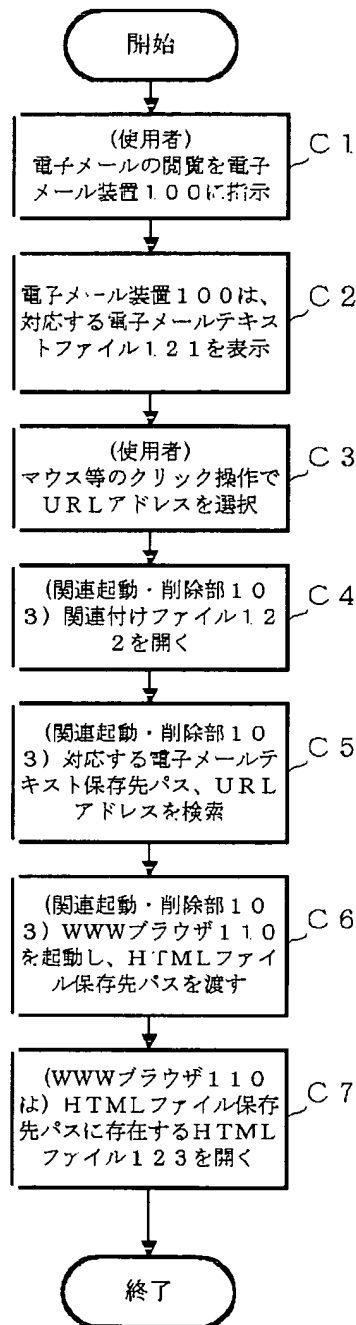 開始
(使用者)
電子メールの閲覧を電子
メール装置100に指示
C1
電子メール装置100は、
対応する電子メールテキス
トファイル121を表示
C2
(使用者)
マウス等のクリック操作で
URLアドレスを選択
C3
(関連起動・削除部10
3)関連付けファイル12
2を開く
C4
(関連起動・削除部10
3)対応する電子メールテ
キスト保存先パス、URL
アドレスを検索
C5
(関連起動・削除部10
3)WWWブラウザ110
を起動し、HTMLファイ
ル保存先パスを渡す
C6
(WWWブラウザ110
は)HTMLファイル保存
先パスに存在するHTML
ファイル123を開く
C7
終了